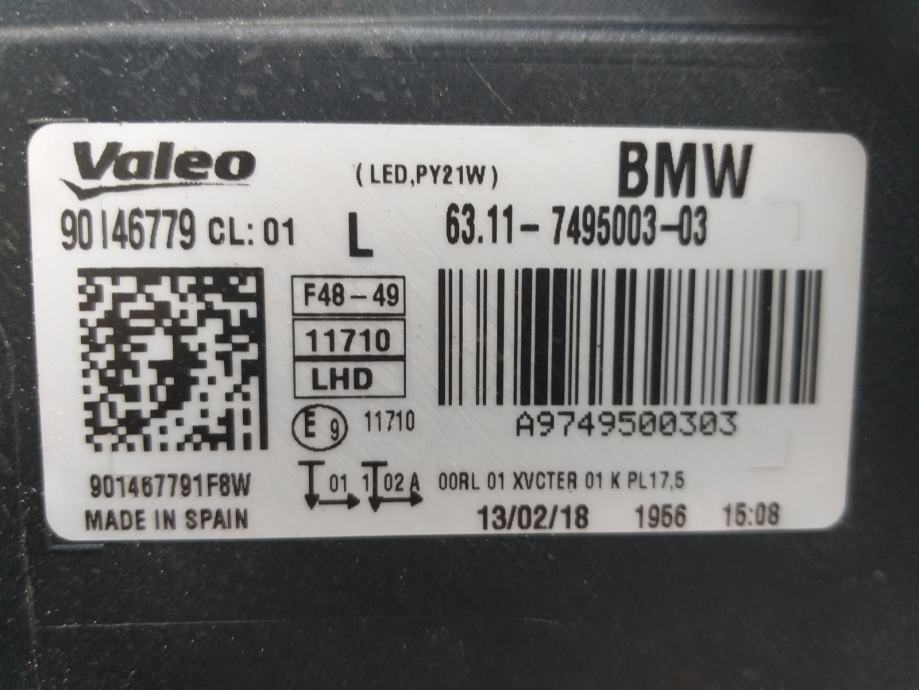 Valeo
(LED,PY21W)
BMW
90146779 CL: 01
L
63.11-7495003-03
F48-49
11710
LHD
E9 11710
A9749500303
901467791F8W
01 1 02 A
00RL 01 XVCTER 01 K PL17,5
MADE IN SPAIN
13/02/18 1956 15:08